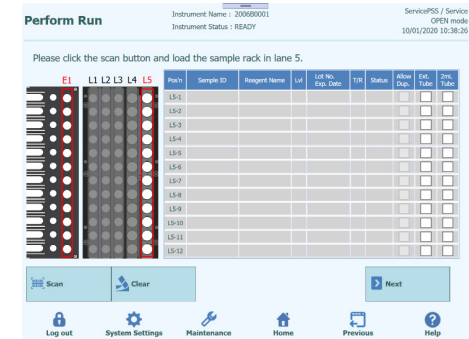 Perform Run
Instrument Name : 2006B0001
Instrument Status : READY
ServicePSS / Service
OPEN mode
10/01/2020 10:38:26
Please click the scan button and load the sample rack in lane 5.
E1 L1 L2 L3 L4 L5
Pos'n Sample ID Reagent Name Lvl Lot No. Exp. Date T/R Status Allow Dup. Ext. Tube 2mL Tube
L5-1
L5-2
L5-3
L5-4
L5-5
L5-6
L5-7
L5-8
L5-9
L5-10
L5-11
L5-12
Scan Clear Next
Log out System Settings Maintenance Home Previous Help